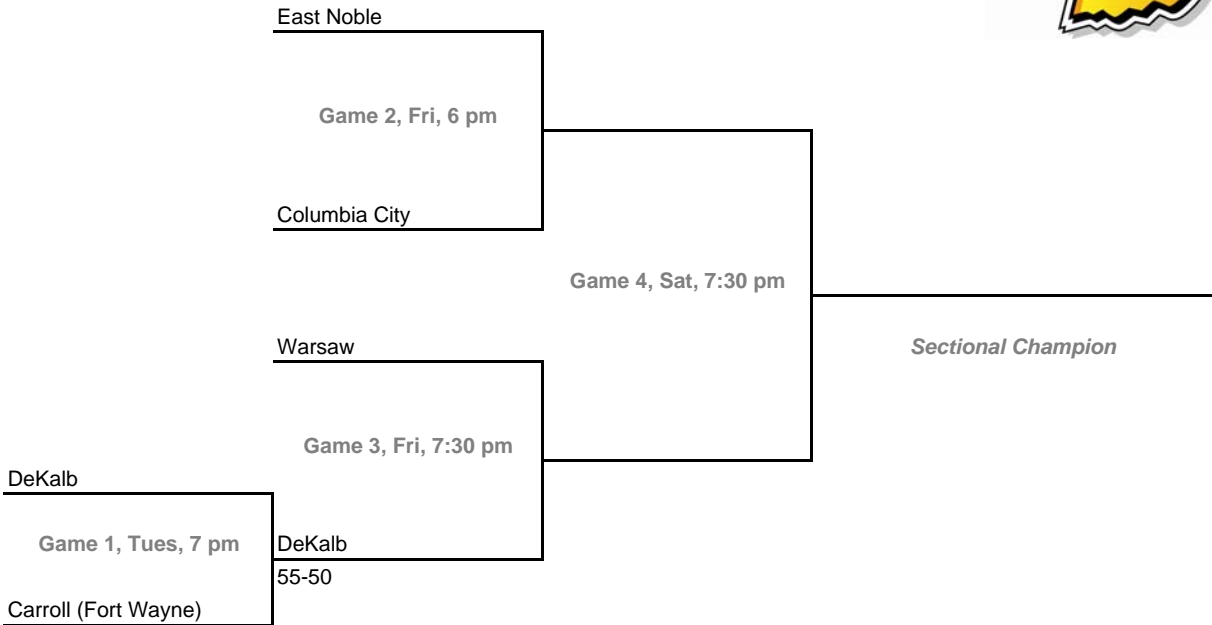 East Noble
Game 2, Fri, 6 pm
Columbia City
Game 4, Sat, 7:30 pm
Warsaw
Sectional Champion
Game 3, Fri, 7:30 pm
DeKalb
Game 1, Tues, 7 pm
DeKalb
55-50
Carroll (Fort Wayne)